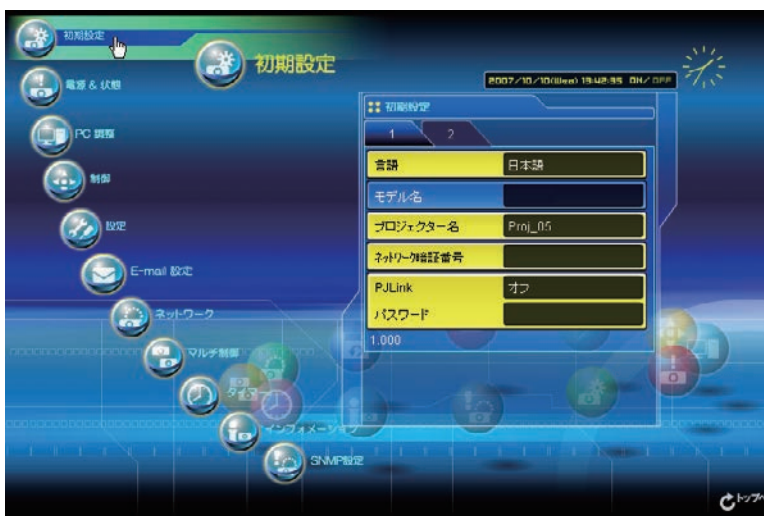 初期設定
初期設定
電源 & 状態
2007/10/10(Wed) 19:42:35 ON/OFF
初期設定
1 2
PC 調整
言語 日本語
制御
モデル名
設定
プロジェクター名 Proj_05
ネットワーク暗証番号
E-mail 設定
PJLink オフ
ネットワーク
パスワード
1.000
マルチ制御
タイマー
インフォメーション
SNMP設定
トップへ